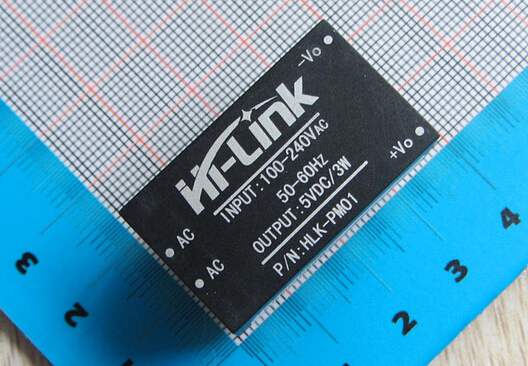 -Vo
Hi-Link
INPUT:100-240VAC
50-60Hz
OUTPUT:5VDC/3W
P/N:HLK-PM01
+Vo
AC
AC
3
2
1
2
3
4